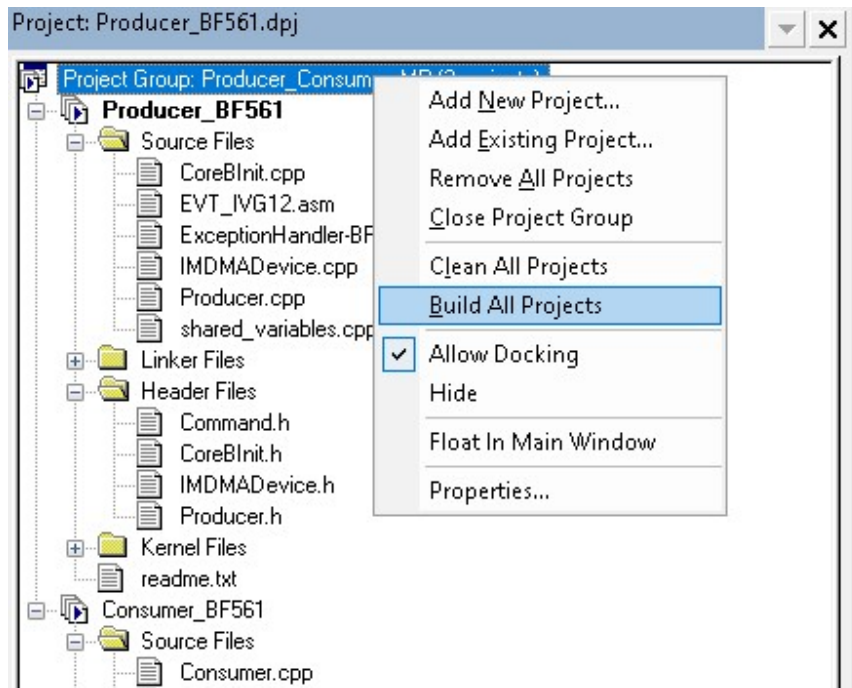 Project: Producer_BF561.dpj
Project Group: Producer_Consum
Producer_BF561
Source Files
CoreBInit.cpp
EVT_IVG12.asm
ExceptionHandler-BF
IMDMADevice.cpp
Producer.cpp
shared_variables.cpp
Linker Files
Header Files
Command.h
CoreBInit.h
IMDMADevice.h
Producer.h
Kernel Files
readme.txt
Consumer_BF561
Source Files
Consumer.cpp
Add New Project...
Add Existing Project...
Remove All Projects
Close Project Group
Clean All Projects
Build All Projects
Allow Docking
Hide
Float In Main Window
Properties...